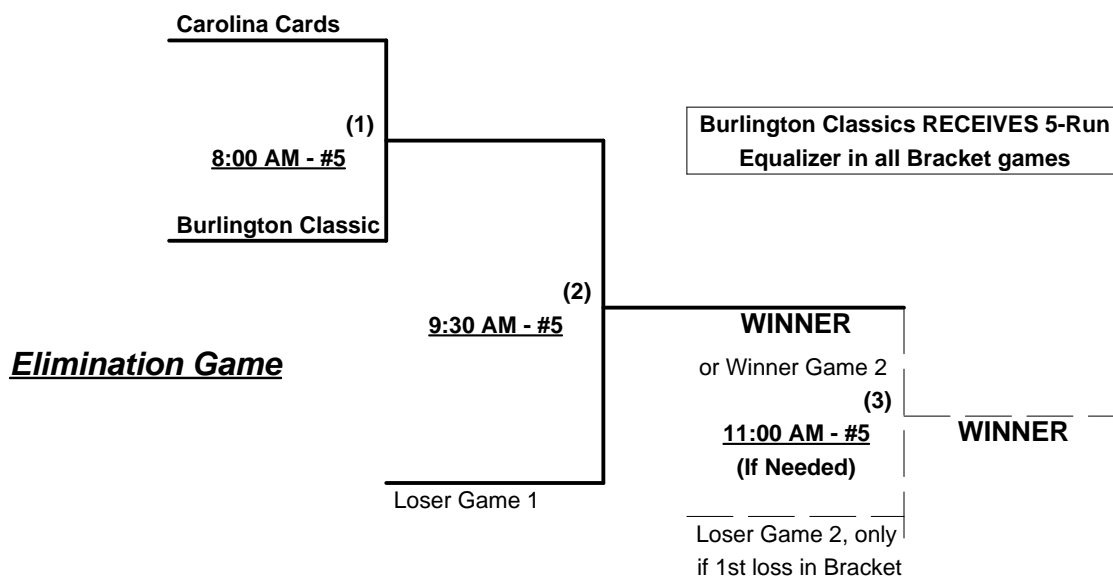 Carolina Cards
(1)
8:00 AM - #5
Burlington Classic
Burlington Classics RECEIVES 5-Run
Equalizer in all Bracket games
(2)
9:30 AM - #5
Elimination Game
WINNER
or Winner Game 2
(3)
11:00 AM - #5
(If Needed)
WINNER
Loser Game 1
Loser Game 2, only
if 1st loss in Bracket